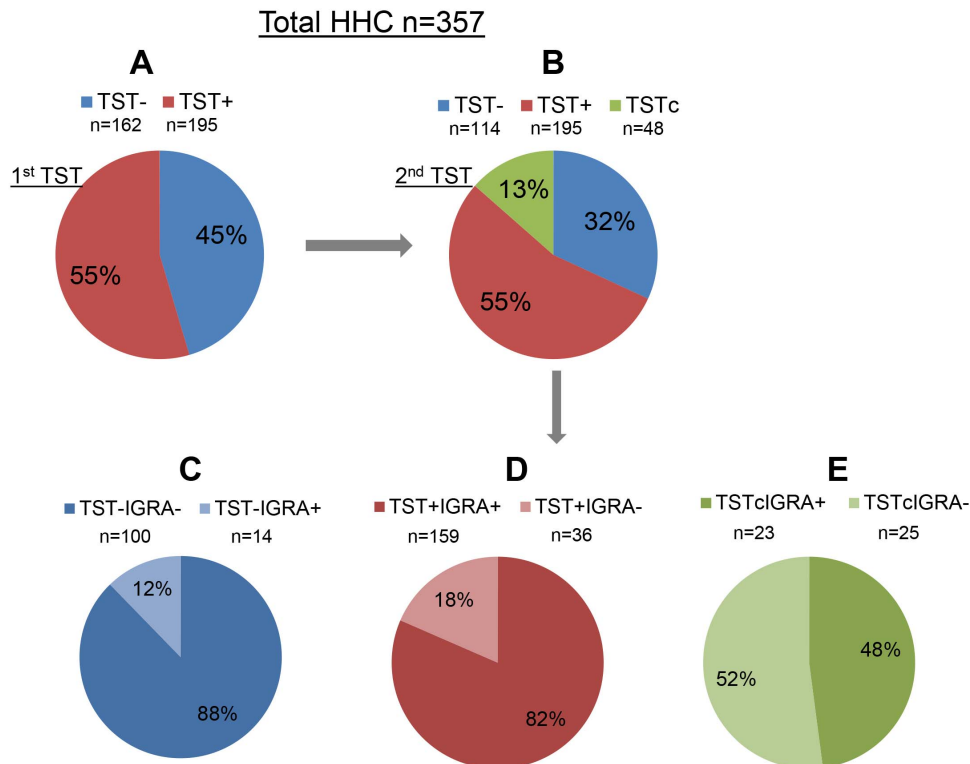 Total HHC n=357
A
TST- TST+
n=162 n=195
1st TST
45%
55%
B
TST- TST+ TSTc
n=114 n=195 n=48
2nd TST
13%
32%
55%
C
TST-IGRA- TST-IGRA+
n=100 n=14
12%
88%
D
TST+IGRA+ TST+IGRA-
n=159 n=36
18%
82%
E
TSTcIGRA+ TSTcIGRA-
n=23 n=25
48%
52%